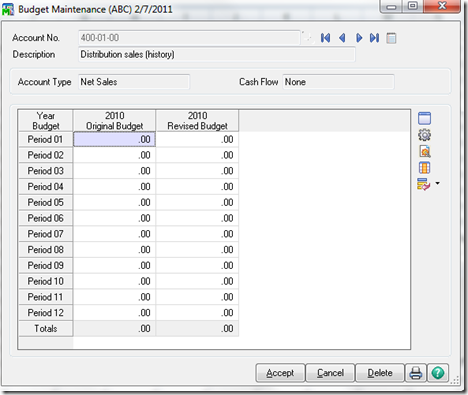 Budget Maintenance (ABC) 2/7/2011
Account No. 400-01-00
Description Distribution sales (history)
Account Type Net Sales Cash Flow None
Year 2010 2010
Budget Original Budget Revised Budget
Period 01 .00 .00
Period 02 .00 .00
Period 03 .00 .00
Period 04 .00 .00
Period 05 .00 .00
Period 06 .00 .00
Period 07 .00 .00
Period 08 .00 .00
Period 09 .00 .00
Period 10 .00 .00
Period 11 .00 .00
Period 12 .00 .00
Totals .00 .00
Accept Cancel Delete